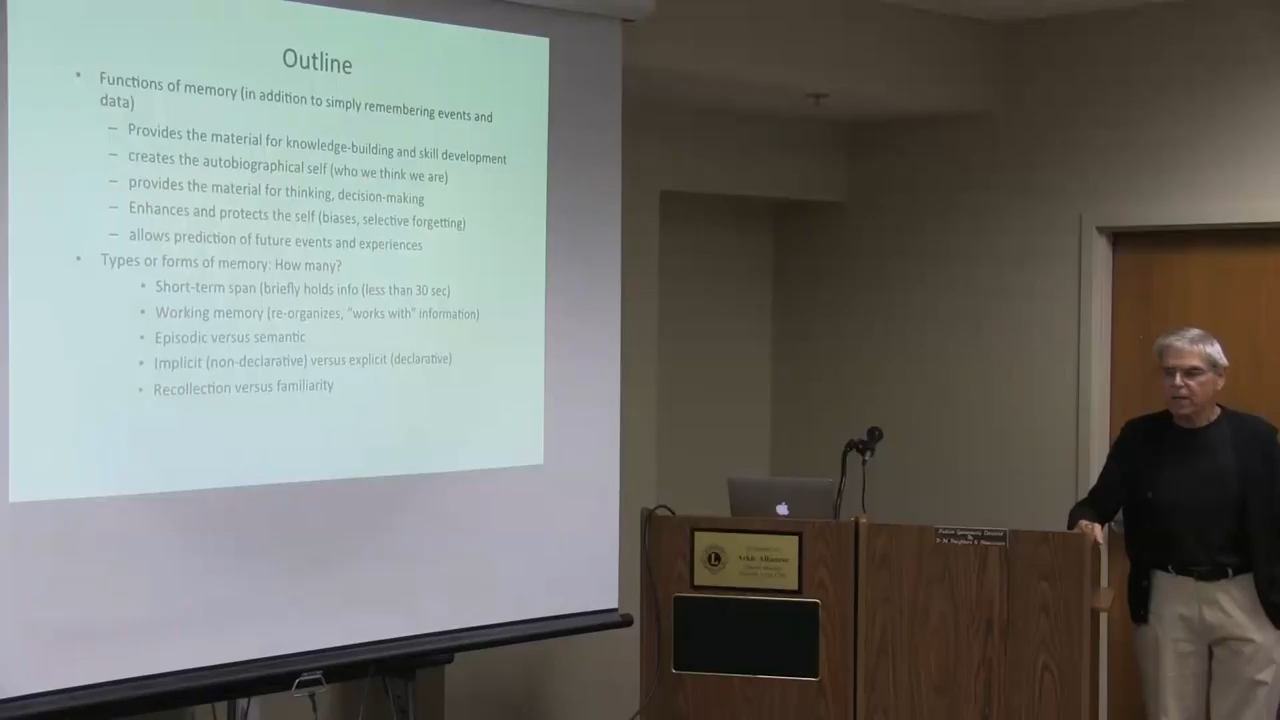 Outline
• Functions of memory (in addition to simply remembering events and
data)
– Provides the material for knowledge-building and skill development
– creates the autobiographical self (who we think we are)
– provides the material for thinking, decision-making
– Enhances and protects the self (biases, selective forgetting)
– allows prediction of future events and experiences
• Types or forms of memory: How many?
• Short-term span (briefly holds info (less than 30 sec)
• Working memory (re-organizes, "works with" information)
• Episodic versus semantic
• Implicit (non-declarative) versus explicit (declarative)
• Recollection versus familiarity
L